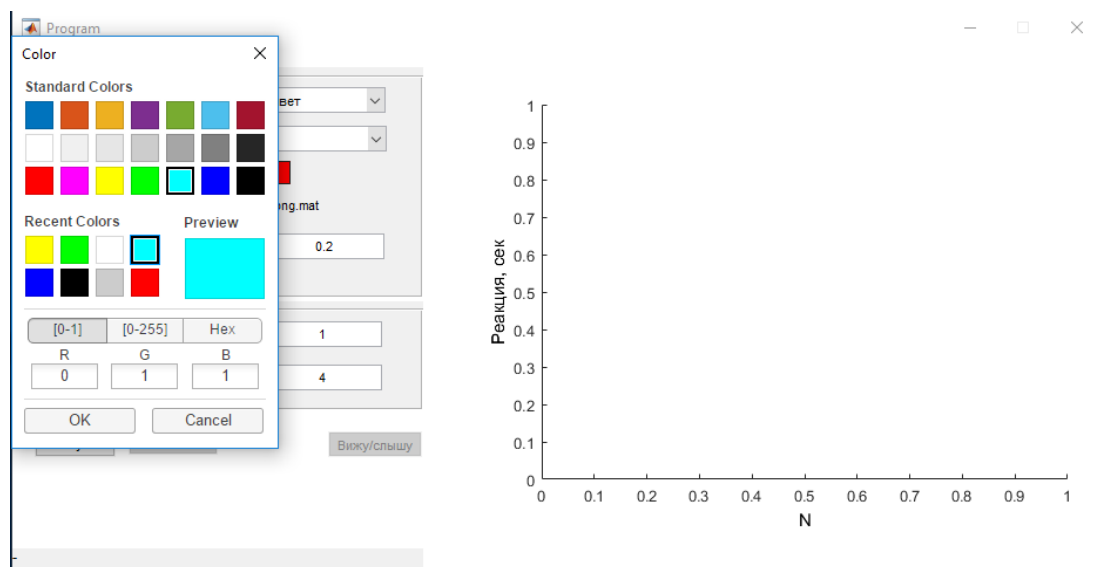 Program
Color
Standard Colors
Recent Colors
Preview
[0-1] [0-255] Hex
R G B
0 1 1
OK Cancel
вет
ong.mat
0.2
1
4
Вижу/слышу
Реакция, сек
1
0.9
0.8
0.7
0.6
0.5
0.4
0.3
0.2
0.1
0
0 0.1 0.2 0.3 0.4 0.5 0.6 0.7 0.8 0.9 1
N